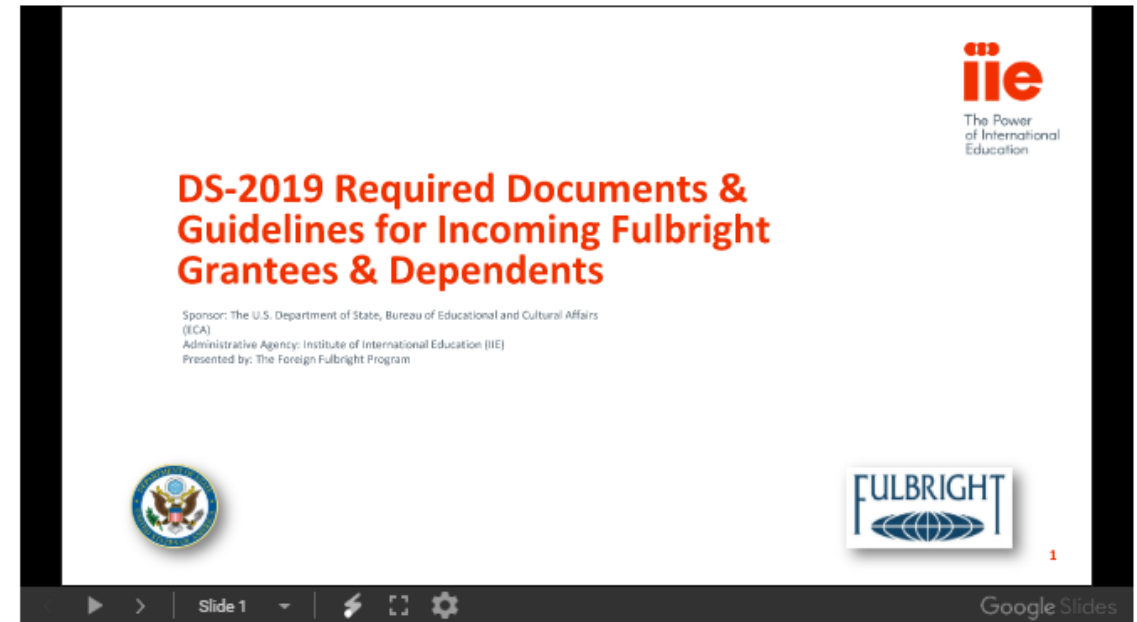 iie
The Power
of International
Education
DS-2019 Required Documents &
Guidelines for Incoming Fulbright
Grantees & Dependents
Sponsor: The U.S. Department of State, Bureau of Educational and Cultural Affairs
(ECA)
Administrative Agency: Institute of International Education (IIE)
Presented by: The Foreign Fulbright Program
FULBRIGHT
1
Slide 1
Google Slides